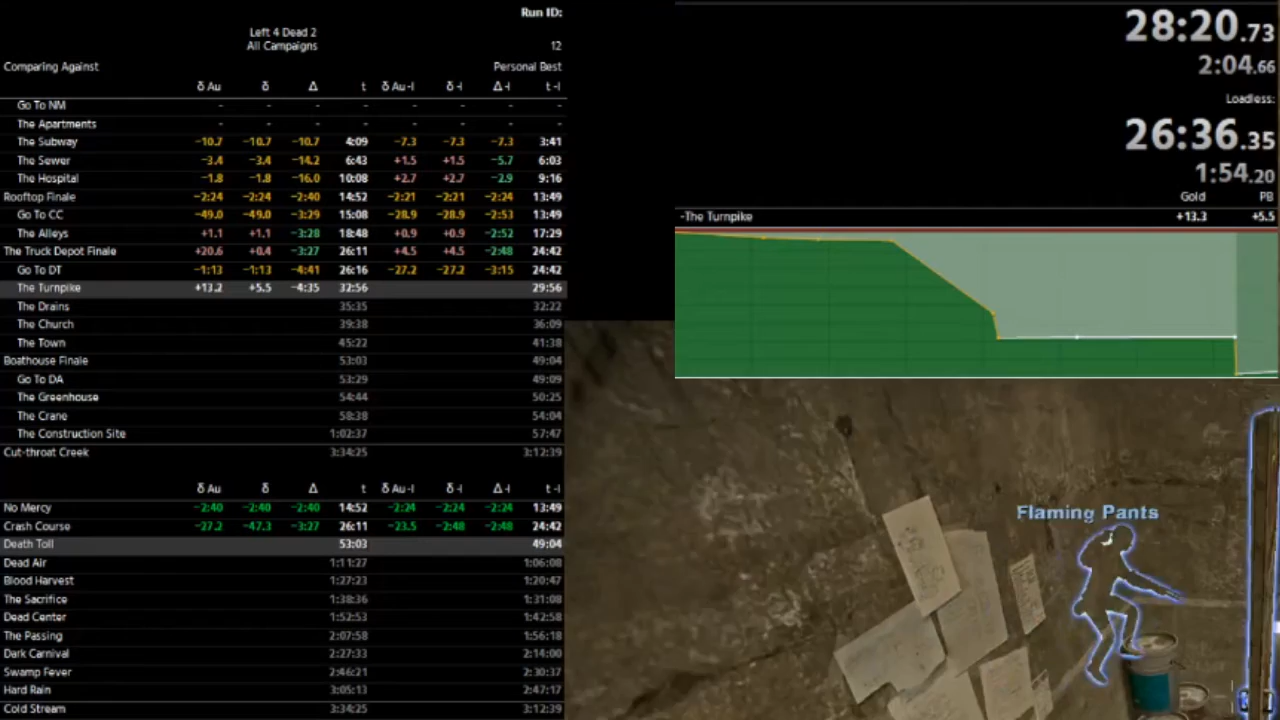 Run ID:
Left 4 Dead 2
All Campaigns
12
Comparing Against Personal Best
δ Au δ Δ t δ Au-I δ -I Δ -I t -I
Go To NM - - - - - - - -
The Apartments - - - - - - - -
The Subway −10.7 −10.7 −10.7 4:09 −7.3 −7.3 −7.3 3:41
The Sewer −3.4 −3.4 −14.2 6:43 +1.5 +1.5 −5.7 6:03
The Hospital −1.8 −1.8 −16.0 10:08 +2.7 +2.7 −2.9 9:16
Rooftop Finale −2:24 −2:24 −2:40 14:52 −2:21 −2:21 −2:24 13:49
Go To CC −49.0 −49.0 −3:29 15:08 −28.9 −28.9 −2:53 13:49
The Alleys +1.1 +1.1 −3:28 18:48 +0.9 +0.9 −2:52 17:29
The Truck Depot Finale +20.6 +0.4 −3:27 26:11 +4.5 +4.5 −2:48 24:42
Go To DT −1:13 −1:13 −4:41 26:16 −27.2 −27.2 −3:15 24:42
The Turnpike +13.2 +5.5 −4:35 32:56 29:56
The Drains 35:35 32:22
The Church 39:38 36:09
The Town 45:22 41:38
Boathouse Finale 53:03 49:04
Go To DA 53:29 49:09
The Greenhouse 54:44 50:25
The Crane 58:38 54:04
The Construction Site 1:02:37 57:47
Cut-throat Creek 3:34:25 3:12:39
δ Au δ Δ t δ Au-I δ -I Δ -I t -I
No Mercy −2:40 −2:40 −2:40 14:52 −2:24 −2:24 −2:24 13:49
Crash Course −27.2 −47.3 −3:27 26:11 −23.5 −2:48 −2:48 24:42
Death Toll 53:03 49:04
Dead Air 1:11:27 1:06:08
Blood Harvest 1:27:23 1:20:47
The Sacrifice 1:38:36 1:31:08
Dead Center 1:52:53 1:42:58
The Passing 2:07:58 1:56:18
Dark Carnival 2:27:33 2:14:00
Swamp Fever 2:46:21 2:30:37
Hard Rain 3:05:13 2:47:17
Cold Stream 3:34:25 3:12:39
28:20.73
2:04.66
Loadless:
26:36.35
1:54.20
Gold PB
-The Turnpike +13.3 +5.5
Flaming Pants